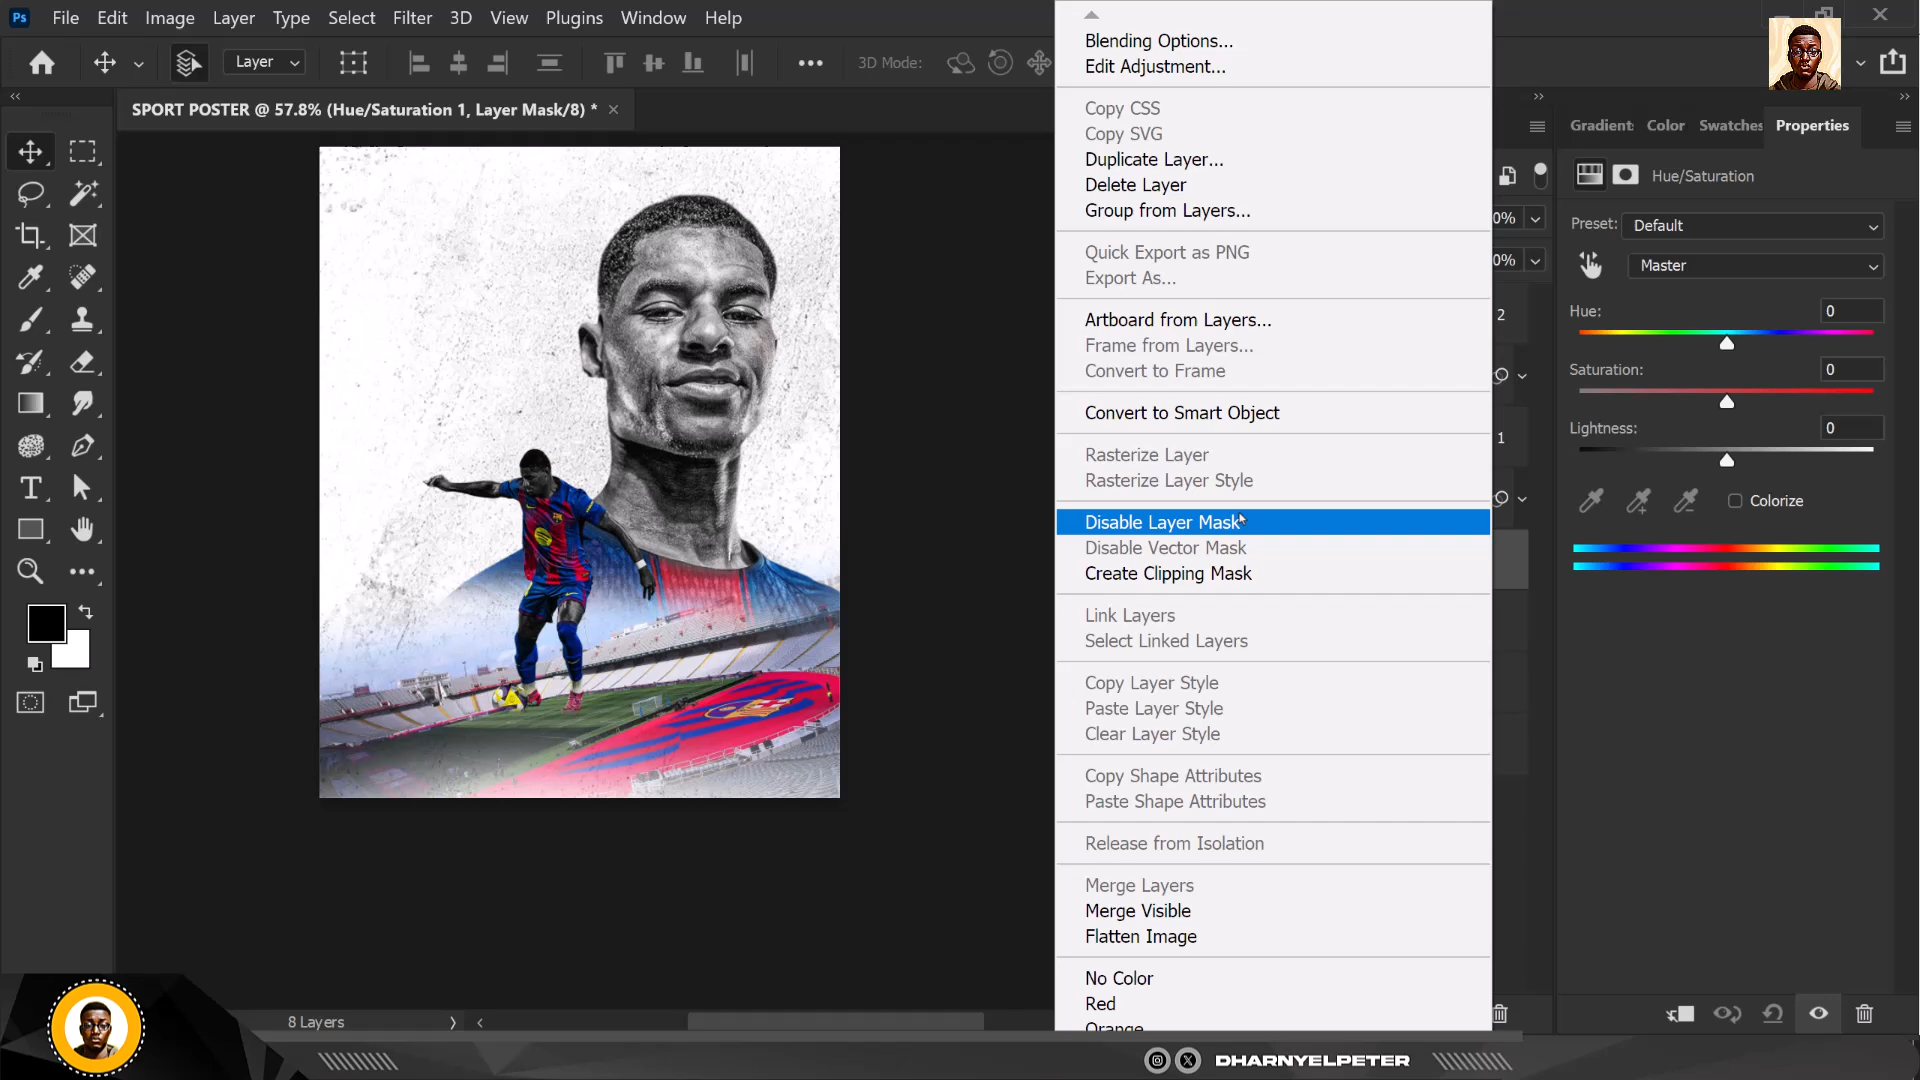 Ps File Edit Image Layer Type Select Filter 3D View Plugins Window Help
Layer
3D Mode:
SPORT POSTER @ 57.8% (Hue/Saturation 1, Layer Mask/8) *
Blending Options...
Edit Adjustment...
Copy CSS
Copy SVG
Duplicate Layer...
Delete Layer
Group from Layers...
Quick Export as PNG
Export As...
Artboard from Layers...
Frame from Layers...
Convert to Frame
Convert to Smart Object
Rasterize Layer
Rasterize Layer Style
Disable Layer Mask
Disable Vector Mask
Create Clipping Mask
Link Layers
Select Linked Layers
Copy Layer Style
Paste Layer Style
Clear Layer Style
Copy Shape Attributes
Paste Shape Attributes
Release from Isolation
Merge Layers
Merge Visible
Flatten Image
No Color
Red
Orange
0%
0%
2
1
Gradient Color Swatches Properties
Hue/Saturation
Preset: Default
Master
Hue: 0
Saturation: 0
Lightness: 0
Colorize
8 Layers
DHARNYELPETER